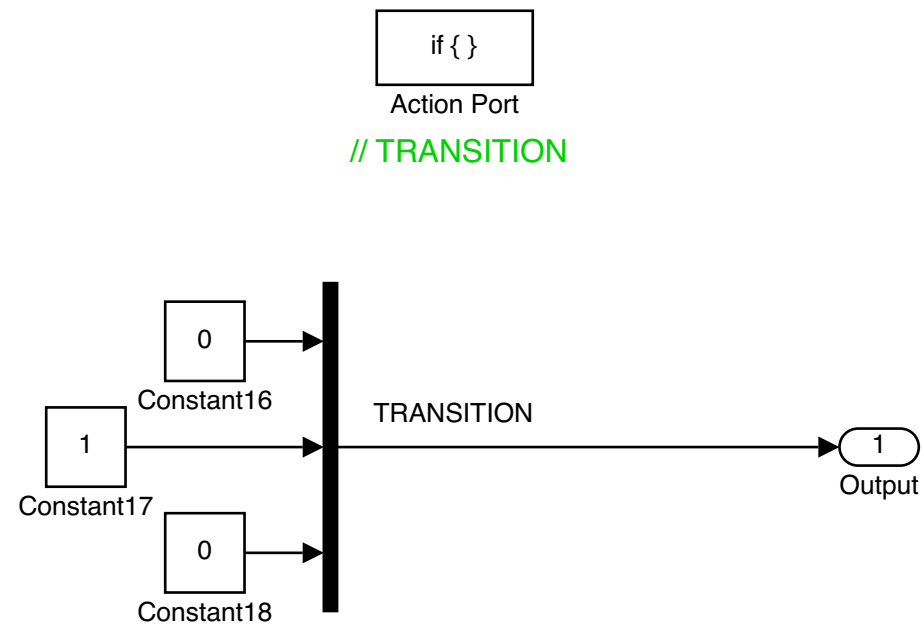 if { }
Action Port
// TRANSITION
0
Constant16
TRANSITION
1
Constant17
1
Output
0
Constant18